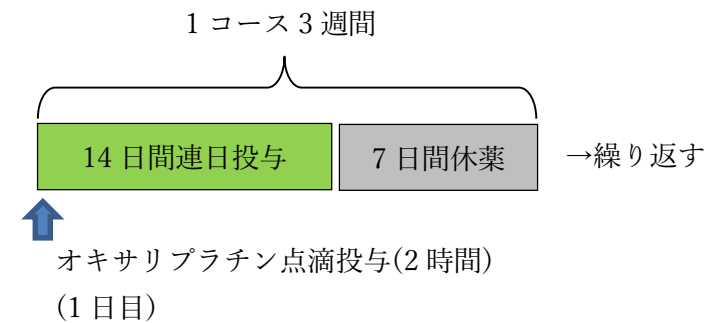 1 コース 3 週間
14 日間連日投与
7 日間休薬
→繰り返す
オキサリプラチン点滴投与(2 時間)
(1 日目)